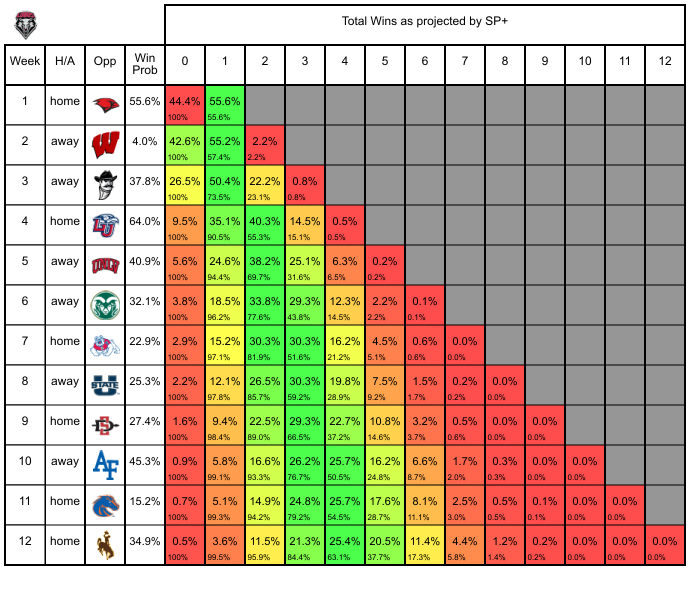 Total Wins as projected by SP+
Week H/A Opp Win Prob 0 1 2 3 4 5 6 7 8 9 10 11 12
1 home 55.6% 44.4% 55.6%
100% 55.6%
2 away W 4.0% 42.6% 55.2% 2.2%
100% 57.4% 2.2%
3 away 37.8% 26.5% 50.4% 22.2% 0.8%
100% 73.5% 23.1% 0.8%
4 home LU 64.0% 9.5% 35.1% 40.3% 14.5% 0.5%
100% 90.5% 55.3% 15.1% 0.5%
5 away UNLV 40.9% 5.6% 24.6% 38.2% 25.1% 6.3% 0.2%
100% 94.4% 69.7% 31.6% 6.5% 0.2%
6 away 32.1% 3.8% 18.5% 33.8% 29.3% 12.3% 2.2% 0.1%
100% 96.2% 77.6% 43.8% 14.5% 2.2% 0.1%
7 home 22.9% 2.9% 15.2% 30.3% 30.3% 16.2% 4.5% 0.6% 0.0%
100% 97.1% 81.9% 51.6% 21.2% 5.1% 0.6% 0.0%
8 away U STATE 25.3% 2.2% 12.1% 26.5% 30.3% 19.8% 7.5% 1.5% 0.2% 0.0%
100% 97.8% 85.7% 59.2% 28.9% 9.2% 1.7% 0.2% 0.0%
9 home SD 27.4% 1.6% 9.4% 22.5% 29.3% 22.7% 10.8% 3.2% 0.5% 0.0% 0.0%
100% 98.4% 89.0% 66.5% 37.2% 14.6% 3.7% 0.6% 0.0% 0.0%
10 away AF 45.3% 0.9% 5.8% 16.6% 26.2% 25.7% 16.2% 6.6% 1.7% 0.3% 0.0% 0.0%
100% 99.1% 93.3% 76.7% 50.5% 24.8% 8.7% 2.0% 0.3% 0.0% 0.0%
11 home 15.2% 0.7% 5.1% 14.9% 24.8% 25.7% 17.6% 8.1% 2.5% 0.5% 0.1% 0.0% 0.0%
100% 99.3% 94.2% 79.2% 54.5% 28.7% 11.1% 3.0% 0.5% 0.1% 0.0% 0.0%
12 home 34.9% 0.5% 3.6% 11.5% 21.3% 25.4% 20.5% 11.4% 4.4% 1.2% 0.2% 0.0% 0.0% 0.0%
100% 99.5% 95.9% 84.4% 63.1% 37.7% 17.3% 5.8% 1.4% 0.2% 0.0% 0.0% 0.0%